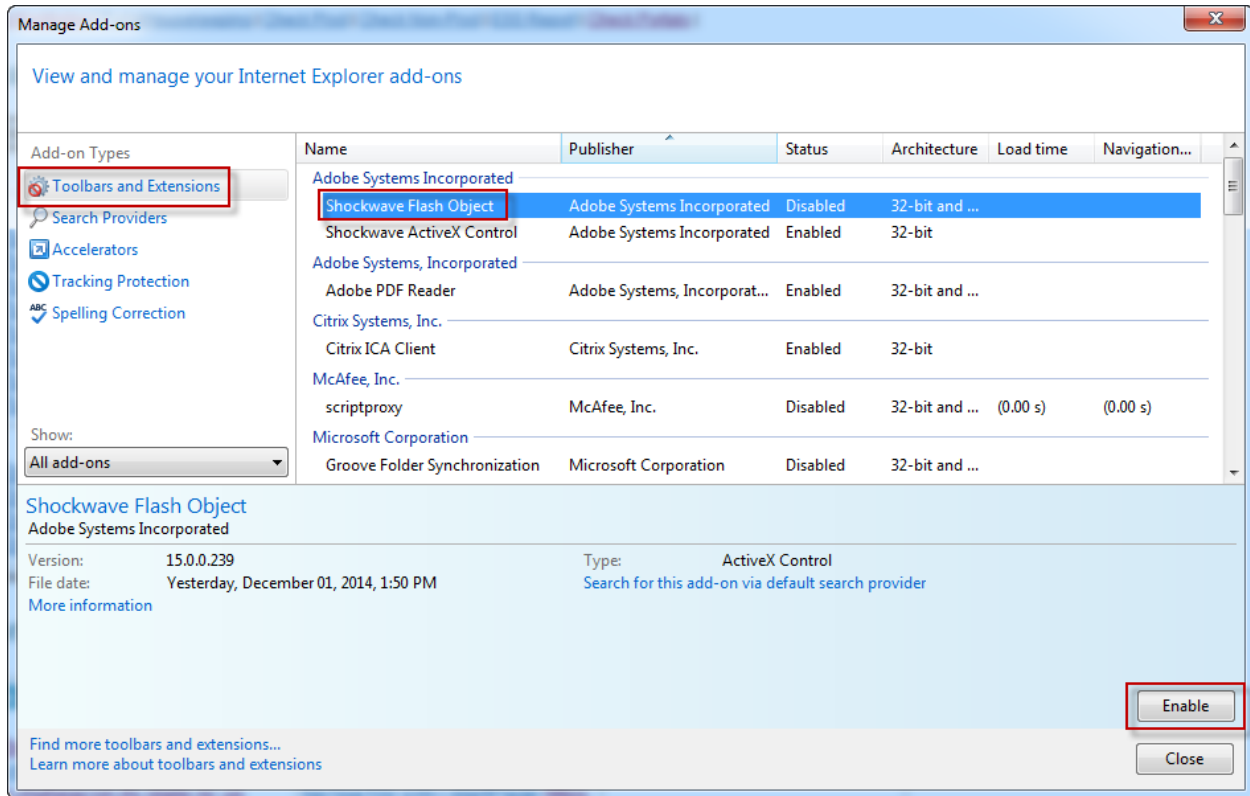 Manage Add-ons
View and manage your Internet Explorer add-ons
Add-on Types
Toolbars and Extensions
Search Providers
Accelerators
Tracking Protection
Spelling Correction
Show:
All add-ons
Name Publisher Status Architecture Load time Navigation...
Adobe Systems Incorporated
Shockwave Flash Object Adobe Systems Incorporated Disabled 32-bit and ...
Shockwave ActiveX Control Adobe Systems Incorporated Enabled 32-bit
Adobe Systems, Incorporated
Adobe PDF Reader Adobe Systems, Incorporat... Enabled 32-bit and ...
Citrix Systems, Inc.
Citrix ICA Client Citrix Systems, Inc. Enabled 32-bit
McAfee, Inc.
scriptproxy McAfee, Inc. Disabled 32-bit and ... (0.00 s) (0.00 s)
Microsoft Corporation
Groove Folder Synchronization Microsoft Corporation Disabled 32-bit and ...
Shockwave Flash Object
Adobe Systems Incorporated
Version: 15.0.0.239 Type: ActiveX Control
File date: Yesterday, December 01, 2014, 1:50 PM Search for this add-on via default search provider
More information
Enable
Find more toolbars and extensions...
Learn more about toolbars and extensions
Close